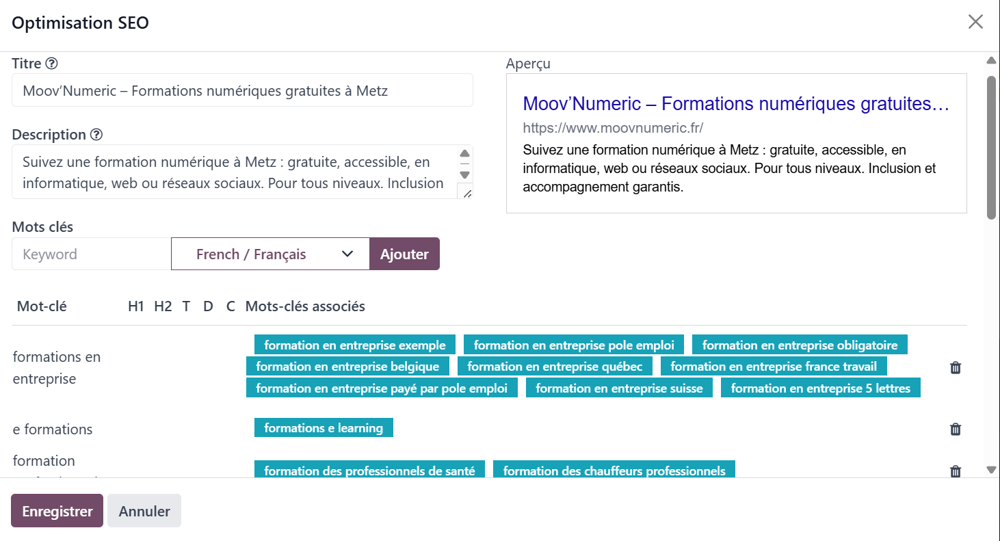 Optimisation SEO
Titre
Moov’Numeric – Formations numériques gratuites à Metz
Description
Suivez une formation numérique à Metz : gratuite, accessible, en
informatique, web ou réseaux sociaux. Pour tous niveaux. Inclusion
Aperçu
Moov’Numeric – Formations numériques gratuites…
https://www.moovnumeric.fr/
Suivez une formation numérique à Metz : gratuite, accessible, en
informatique, web ou réseaux sociaux. Pour tous niveaux. Inclusion et
accompagnement garantis.
Mots clés
Keyword French / Français Ajouter
Mot-clé H1 H2 T D C Mots-clés associés
formations en
entreprise
formation en entreprise exemple formation en entreprise pole emploi formation en entreprise obligatoire
formation en entreprise belgique formation en entreprise québec formation en entreprise france travail
formation en entreprise payé par pole emploi formation en entreprise suisse formation en entreprise 5 lettres
e formations formations e learning
formation
formation des professionnels de santé formation des chauffeurs professionnels
Enregistrer Annuler